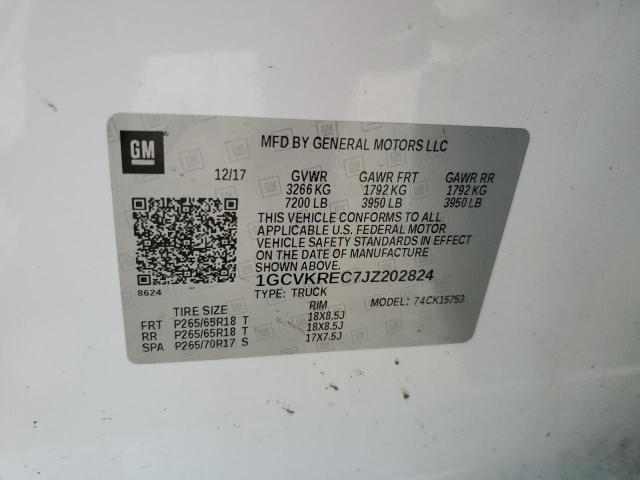 GM
MFD BY GENERAL MOTORS LLC
12/17 GVWR GAWR FRT GAWR RR
3266 KG 1792 KG 1792 KG
7200 LB 3950 LB 3950 LB
THIS VEHICLE CONFORMS TO ALL
APPLICABLE U.S. FEDERAL MOTOR
VEHICLE SAFETY STANDARDS IN EFFECT
ON THE DATE OF MANUFACTURE
SHOWN ABOVE.
8624
1GCVKREC7JZ202824
TYPE: TRUCK MODEL: 74CK15753
TIRE SIZE RIM
FRT P265/65R18 T 18X8.5J
RR P265/65R18 T 18X8.5J
SPA P265/70R17 S 17X7.5J